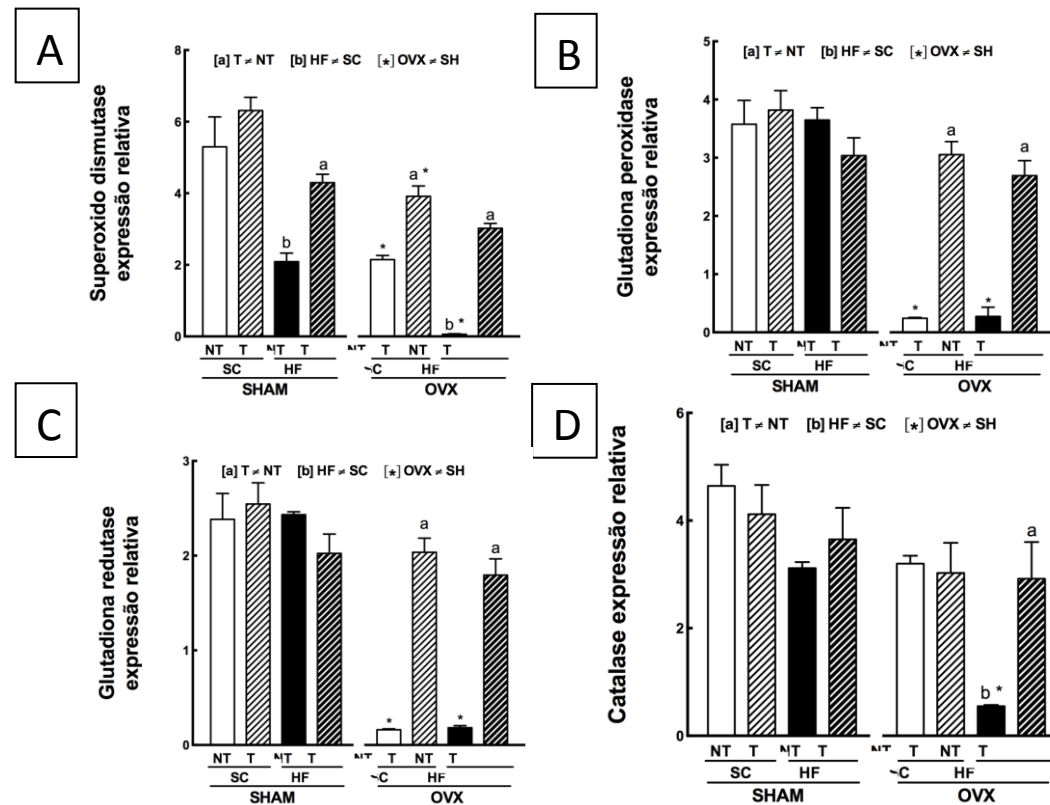 A
[a] T ≠ NT [b] HF ≠ SC [*] OVX ≠ SH
Superoxido dismutase
expressão relativa
8
6
4
2
0
b
a
*
a *
b *
a
NT T NT T NT T NT T
SC HF HF
SHAM OVX
B
[a] T ≠ NT [b] HF ≠ SC [*] OVX ≠ SH
Glutadiona peroxidase
expressão relativa
5
4
3
2
1
0
*
a
*
a
NT T NT T NT T NT T
SC HF HF
SHAM OVX
C
[a] T ≠ NT [b] HF ≠ SC [*] OVX ≠ SH
Glutadiona redutase
expressão relativa
3
2
1
0
*
a
*
a
NT T NT T NT T NT T
SC HF HF
SHAM OVX
D
[a] T ≠ NT [b] HF ≠ SC [*] OVX ≠ SH
Catalase expressão relativa
6
4
2
0
b *
a
NT T NT T NT T NT T
SC HF HF
SHAM OVX